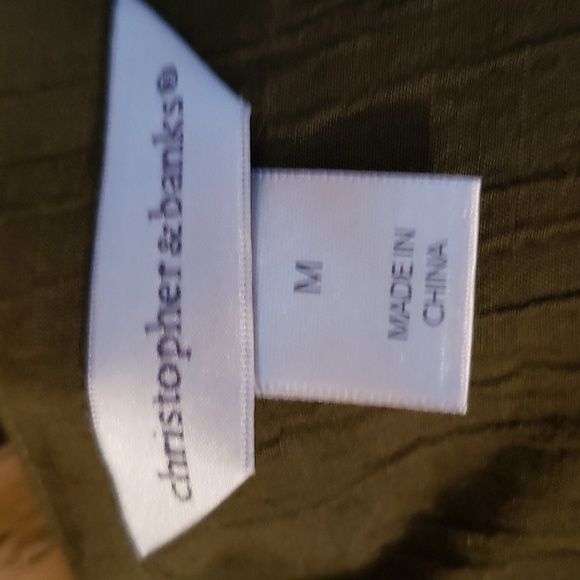 christopher & banks®
M
MADE IN
CHINA